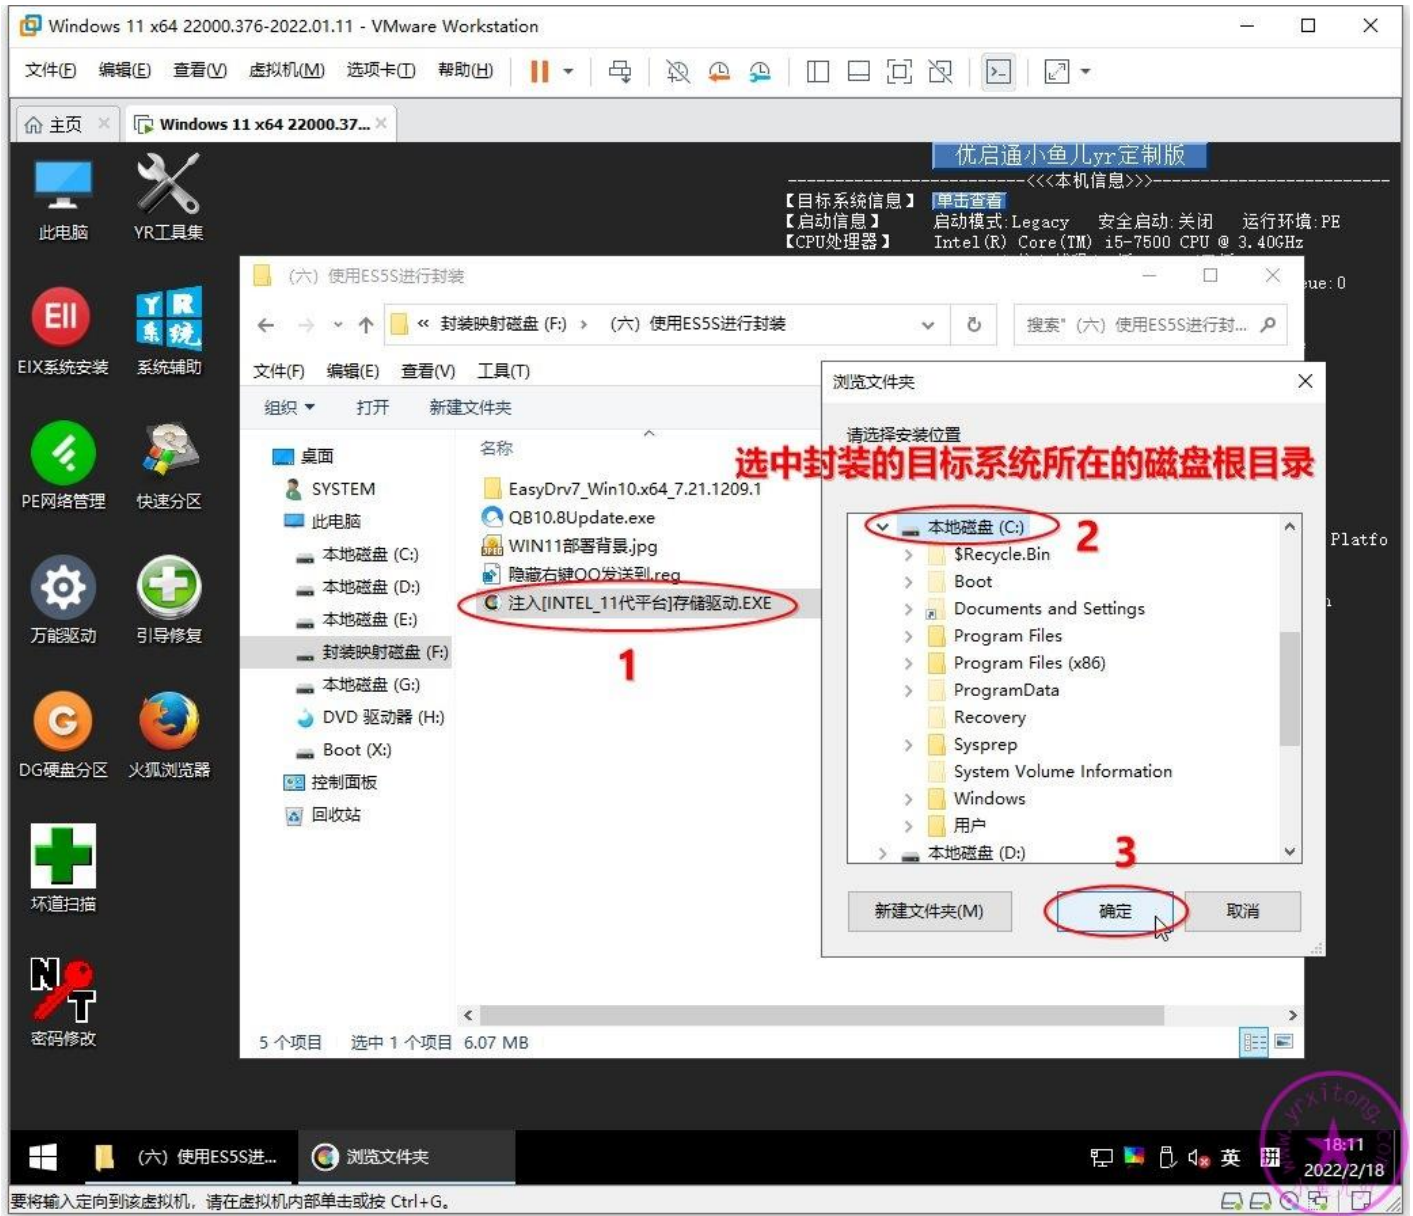 Windows 11 x64 22000.376-2022.01.11 - VMware Workstation
文件(F) 编辑(E) 查看(V) 虚拟机(M) 选项卡(T) 帮助(H)
主页 Windows 11 x64 22000.37...
优启通小鱼儿yr定制版
<<<本机信息>>>
【目标系统信息】 单击查看
【启动信息】 启动模式:Legacy 安全启动:关闭 运行环境:PE
【CPU处理器】 Intel(R) Core(TM) i5-7500 CPU @ 3.40GHz
ue:0
Platfo
此电脑 YR工具集
EII YR系统
EIX系统安装 系统辅助
PE网络管理 快速分区
万能驱动 引导修复
G
DG硬盘分区 火狐浏览器
坏道扫描
NT
密码修改
(六) 使用ES5S进行封装
« 封装映射磁盘 (F:) › (六) 使用ES5S进行封装
搜索"(六) 使用ES5S进行封...
文件(F) 编辑(E) 查看(V) 工具(T)
组织 打开 新建文件夹
桌面
SYSTEM
此电脑
本地磁盘 (C:)
本地磁盘 (D:)
本地磁盘 (E:)
封装映射磁盘 (F:)
本地磁盘 (G:)
DVD 驱动器 (H:)
Boot (X:)
控制面板
回收站
名称
EasyDrv7_Win10.x64_7.21.1209.1
QB10.8Update.exe
WIN11部署背景.jpg
隐藏右键QQ发送到.reg
注入[INTEL_11代平台]存储驱动.EXE
1
5 个项目 选中 1 个项目 6.07 MB
浏览文件夹
请选择安装位置
选中封装的目标系统所在的磁盘根目录
本地磁盘 (C:)
2
$Recycle.Bin
Boot
Documents and Settings
Program Files
Program Files (x86)
ProgramData
Recovery
Sysprep
System Volume Information
Windows
用户
本地磁盘 (D:)
3
新建文件夹(M) 确定 取消
(六) 使用ES5S进... 浏览文件夹
英 拼
18:11
2022/2/18
www.yrxitong.com
小鱼儿yr
要将输入定向到该虚拟机，请在虚拟机内部单击或按 Ctrl+G。